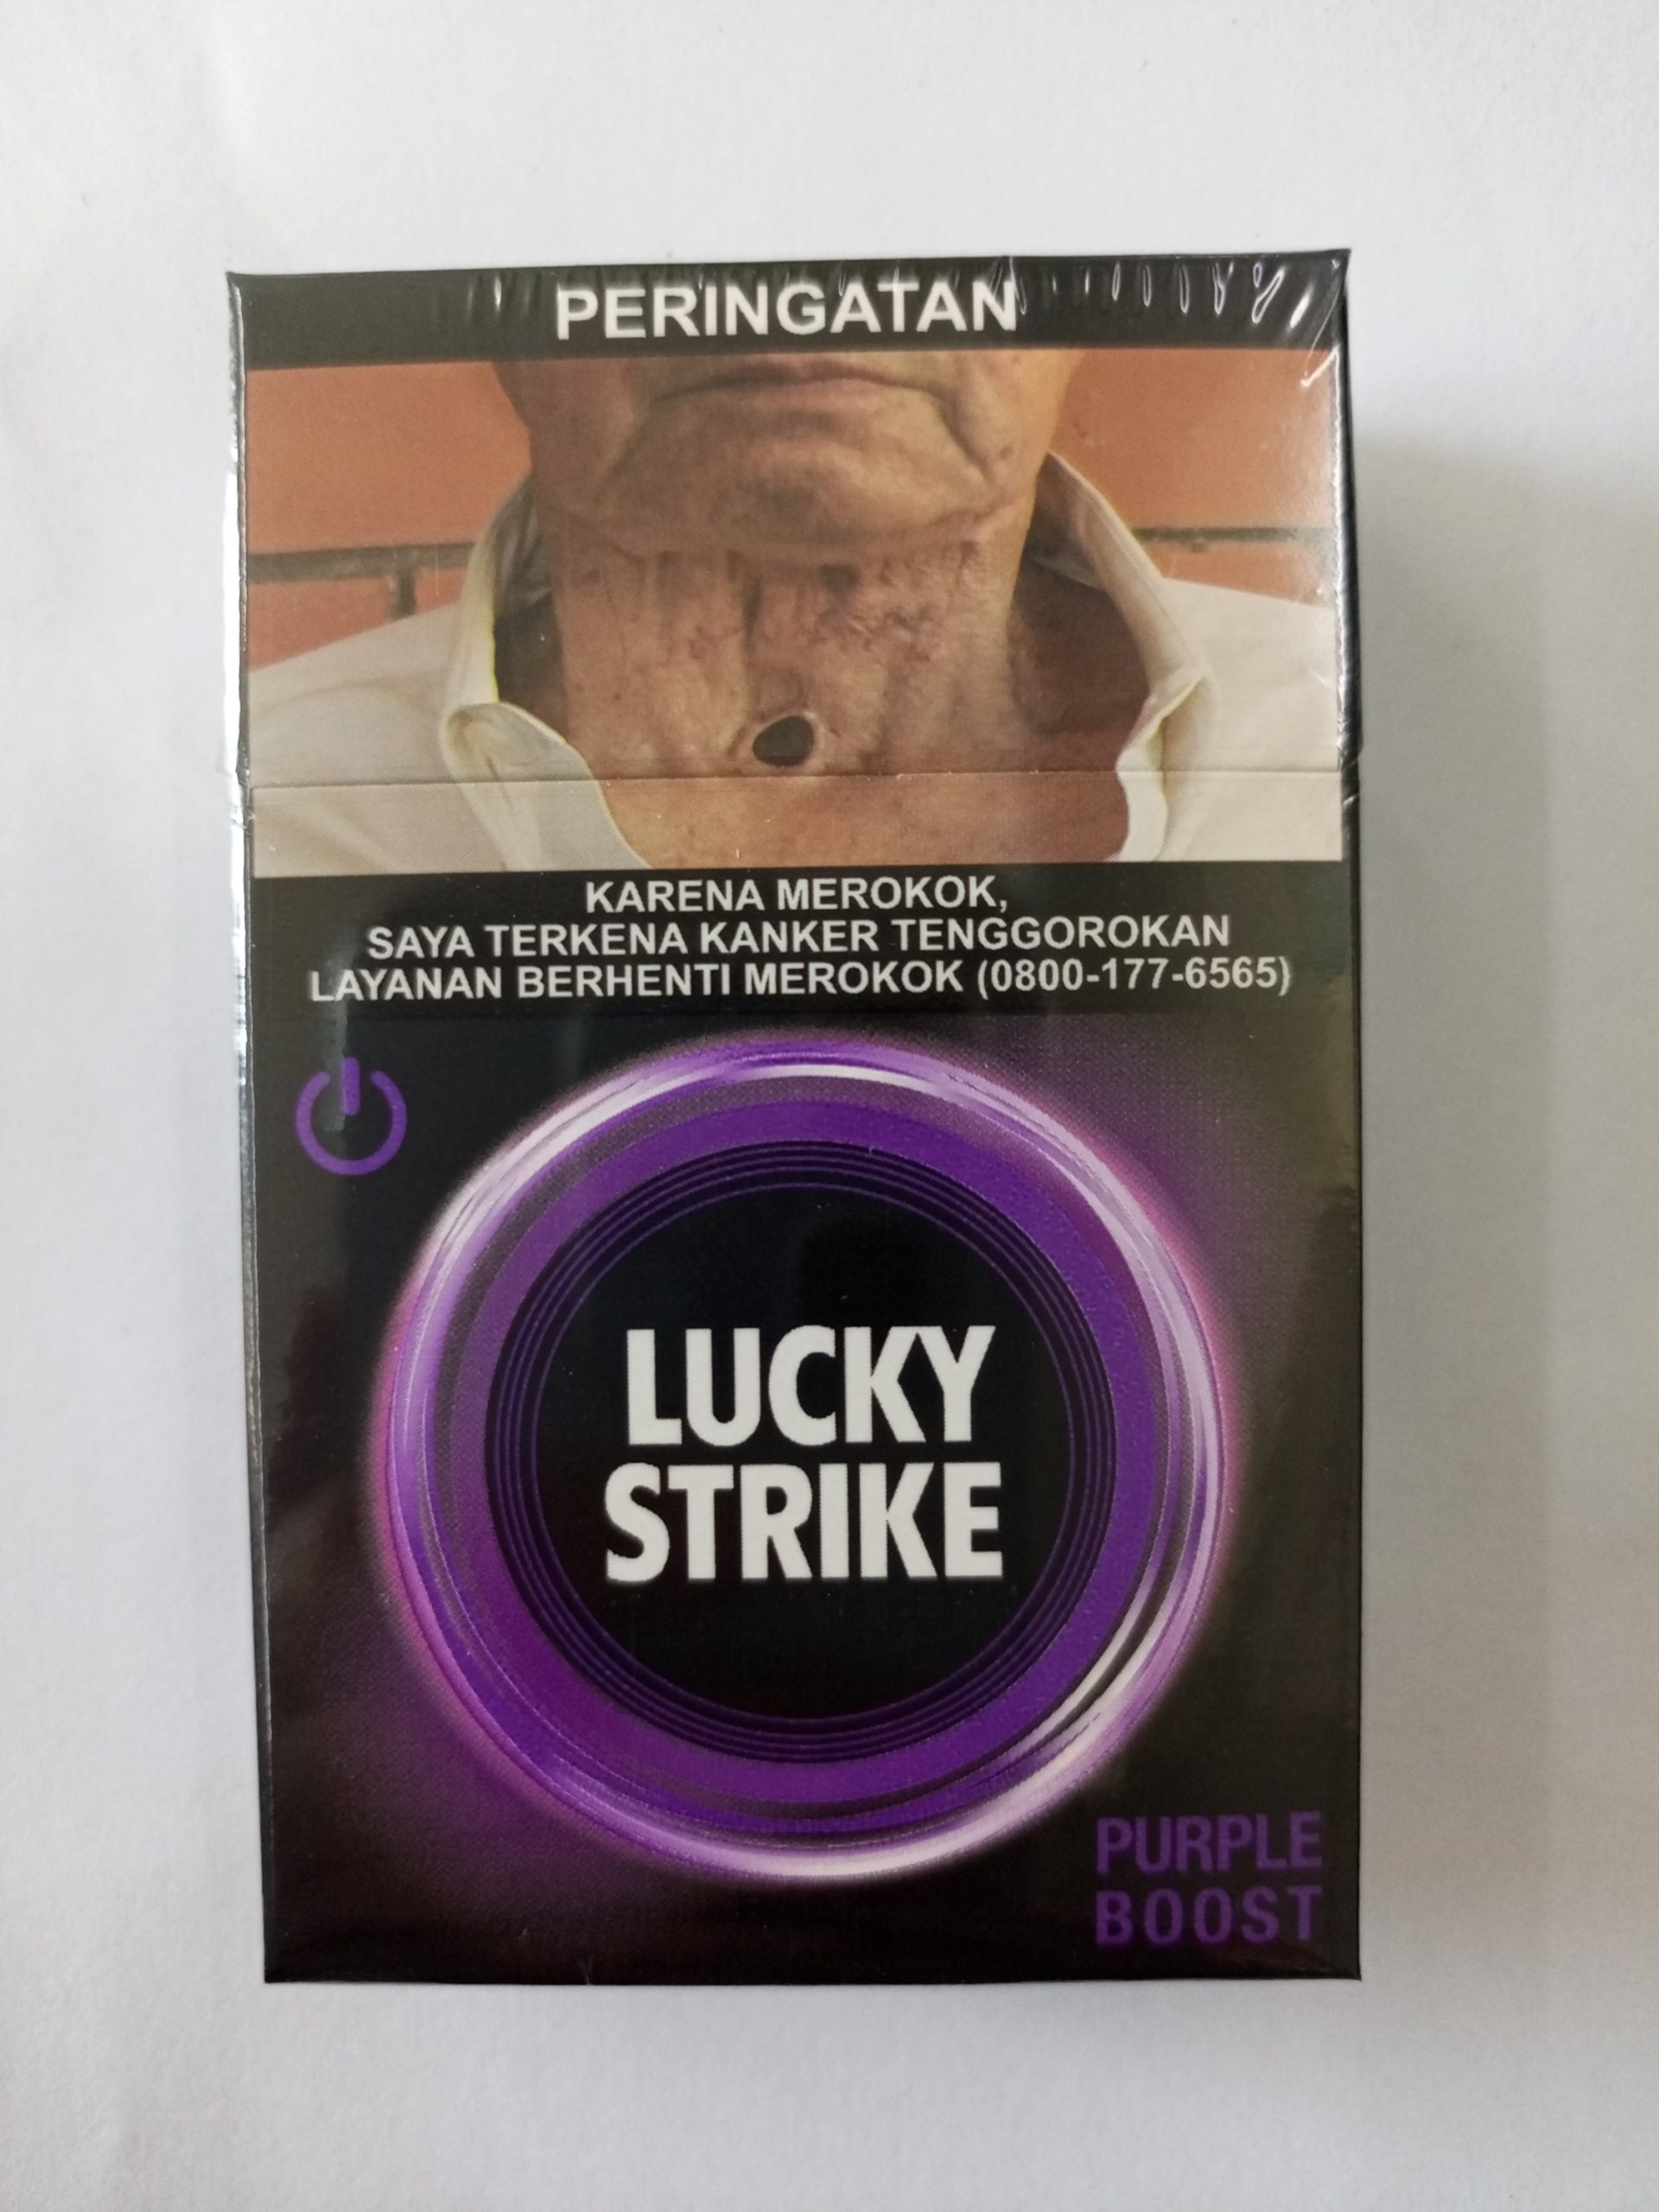 PERINGATAN
KARENA MEROKOK,
SAYA TERKENA KANKER TENGGOROKAN
LAYANAN BERHENTI MEROKOK (0800-177-6565)
LUCKY
STRIKE
PURPLE
BOOST